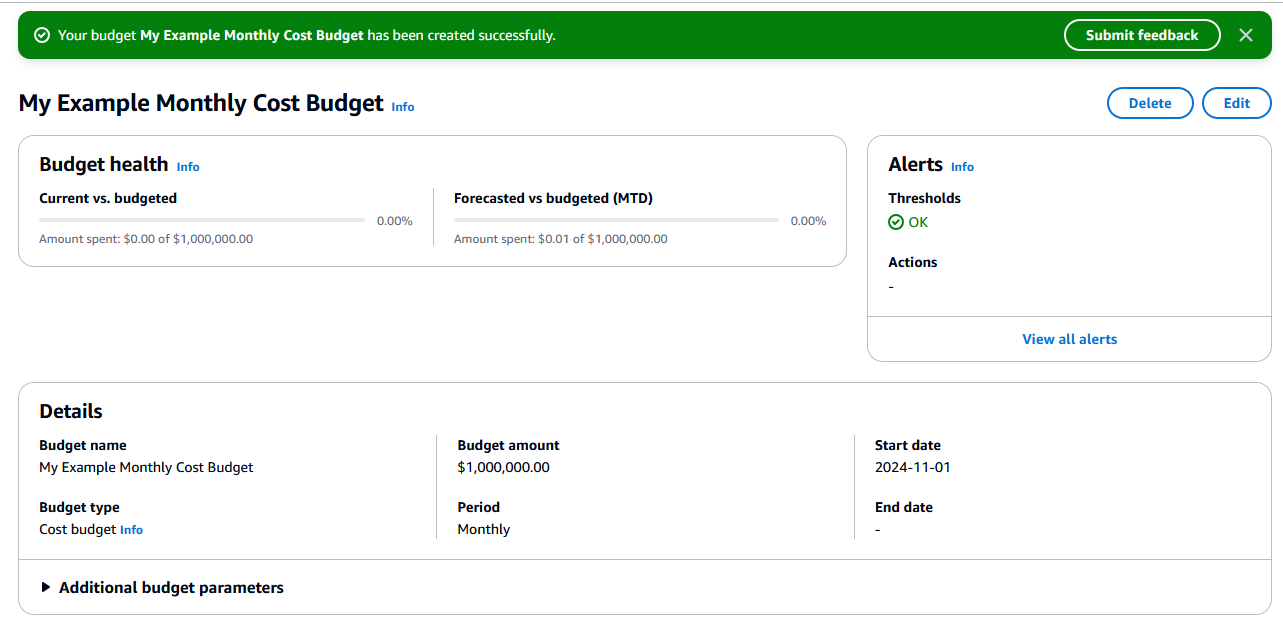 Your budget My Example Monthly Cost Budget has been created successfully.
Submit feedback
My Example Monthly Cost Budget Info
Delete
Edit
Budget health Info
Current vs. budgeted
0.00%
Amount spent: $0.00 of $1,000,000.00
Forecasted vs budgeted (MTD)
0.00%
Amount spent: $0.01 of $1,000,000.00
Alerts Info
Thresholds
OK
Actions
-
View all alerts
Details
Budget name
My Example Monthly Cost Budget
Budget type
Cost budget Info
Budget amount
$1,000,000.00
Period
Monthly
Start date
2024-11-01
End date
-
Additional budget parameters